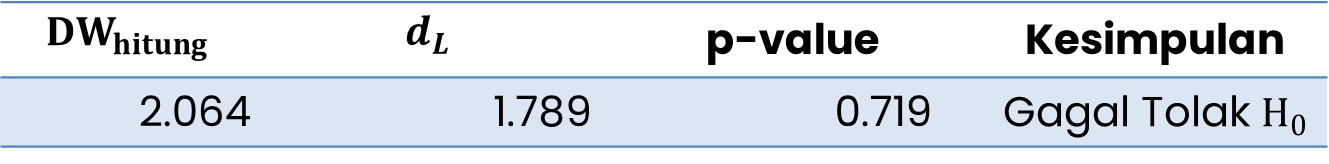 DWhitung dL p-value Kesimpulan
2.064 1.789 0.719 Gagal Tolak H0